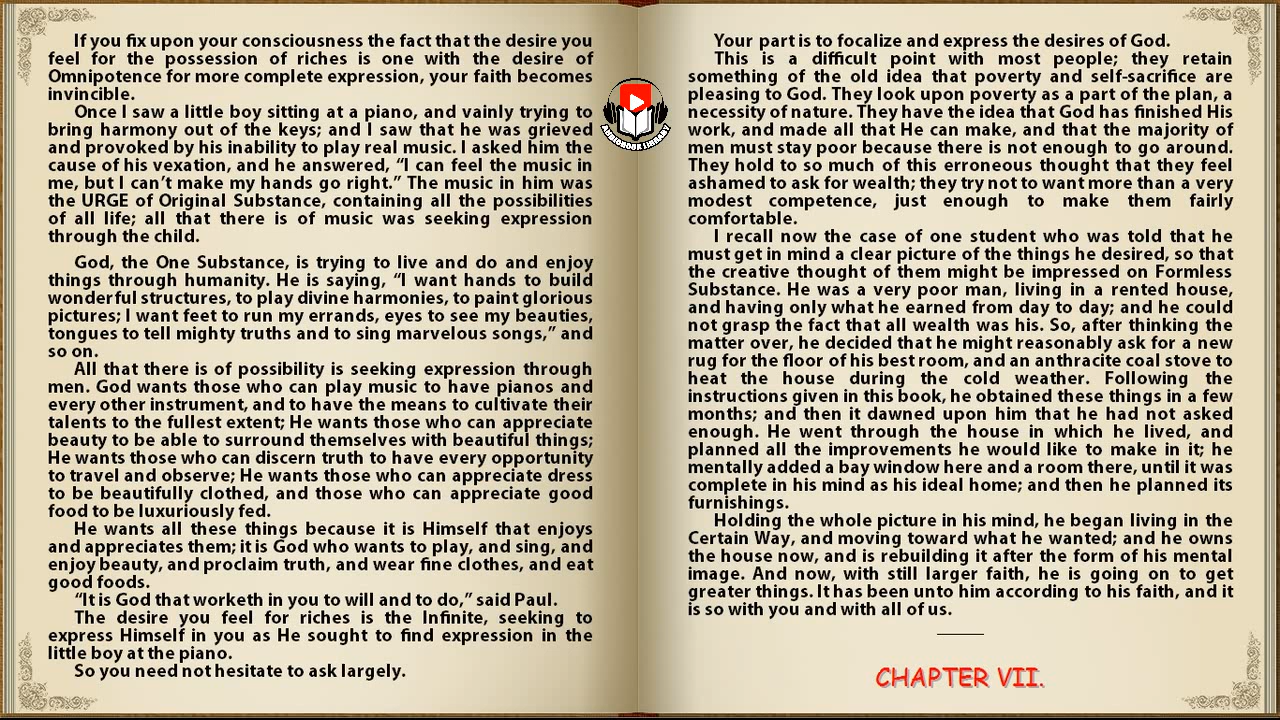 If you fix upon your consciousness the fact that the desire you
feel for the possession of riches is one with the desire of
Omnipotence for more complete expression, your faith becomes
invincible.
Once I saw a little boy sitting at a piano, and vainly trying to
bring harmony out of the keys; and I saw that he was grieved
and provoked by his inability to play real music. I asked him the
cause of his vexation, and he answered, “I can feel the music in
me, but I can’t make my hands go right.” The music in him was
the URGE of Original Substance, containing all the possibilities
of all life; all that there is of music was seeking expression
through the child.
God, the One Substance, is trying to live and do and enjoy
things through humanity. He is saying, “I want hands to build
wonderful structures, to play divine harmonies, to paint glorious
pictures; I want feet to run my errands, eyes to see my beauties,
tongues to tell mighty truths and to sing marvelous songs,” and
so on.
All that there is of possibility is seeking expression through
men. God wants those who can play music to have pianos and
every other instrument, and to have the means to cultivate their
talents to the fullest extent; He wants those who can appreciate
beauty to be able to surround themselves with beautiful things;
He wants those who can discern truth to have every opportunity
to travel and observe; He wants those who can appreciate dress
to be beautifully clothed, and those who can appreciate good
food to be luxuriously fed.
He wants all these things because it is Himself that enjoys
and appreciates them; it is God who wants to play, and sing, and
enjoy beauty, and proclaim truth, and wear fine clothes, and eat
good foods.
“It is God that worketh in you to will and to do,” said Paul.
The desire you feel for riches is the Infinite, seeking to
express Himself in you as He sought to find expression in the
little boy at the piano.
So you need not hesitate to ask largely.
AUDIOBOOK LIBRARY
Your part is to focalize and express the desires of God.
This is a difficult point with most people; they retain
something of the old idea that poverty and self-sacrifice are
pleasing to God. They look upon poverty as a part of the plan, a
necessity of nature. They have the idea that God has finished His
work, and made all that He can make, and that the majority of
men must stay poor because there is not enough to go around.
They hold to so much of this erroneous thought that they feel
ashamed to ask for wealth; they try not to want more than a very
modest competence, just enough to make them fairly
comfortable.
I recall now the case of one student who was told that he
must get in mind a clear picture of the things he desired, so that
the creative thought of them might be impressed on Formless
Substance. He was a very poor man, living in a rented house,
and having only what he earned from day to day; and he could
not grasp the fact that all wealth was his. So, after thinking the
matter over, he decided that he might reasonably ask for a new
rug for the floor of his best room, and an anthracite coal stove to
heat the house during the cold weather. Following the
instructions given in this book, he obtained these things in a few
months; and then it dawned upon him that he had not asked
enough. He went through the house in which he lived, and
planned all the improvements he would like to make in it; he
mentally added a bay window here and a room there, until it was
complete in his mind as his ideal home; and then he planned its
furnishings.
Holding the whole picture in his mind, he began living in the
Certain Way, and moving toward what he wanted; and he owns
the house now, and is rebuilding it after the form of his mental
image. And now, with still larger faith, he is going on to get
greater things. It has been unto him according to his faith, and it
is so with you and with all of us.
CHAPTER VII.